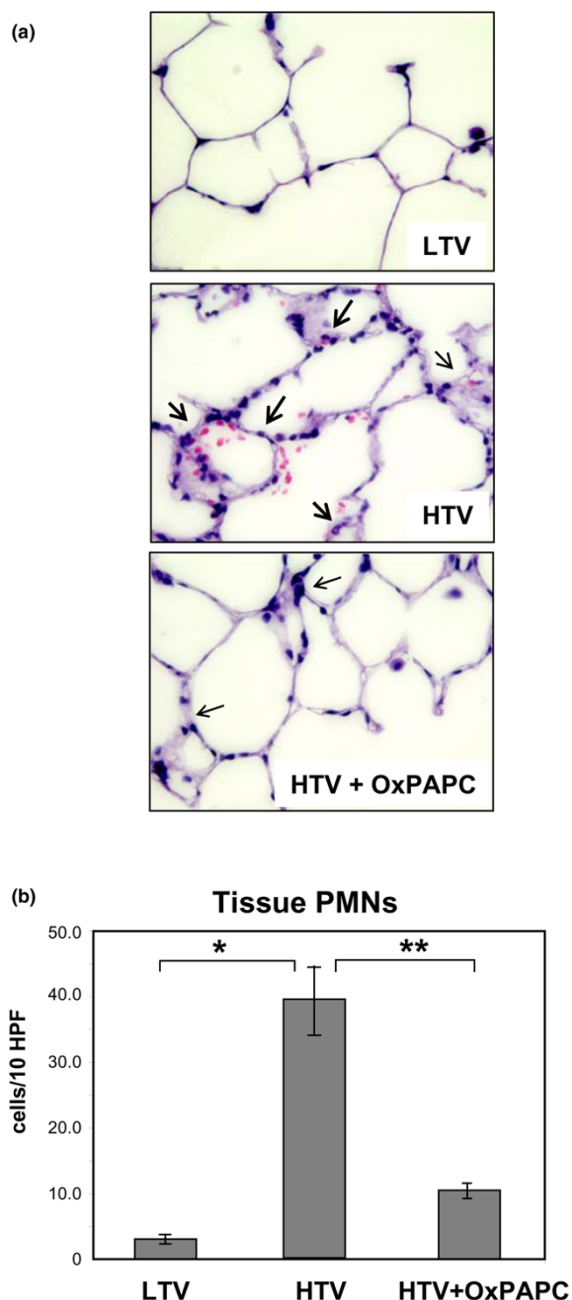 (a)
LTV
HTV
HTV + OxPAPC
(b)
Tissue PMNs
cells/10 HPF
50.0
40.0
30.0
20.0
10.0
0
*
**
LTV
HTV
HTV+OxPAPC